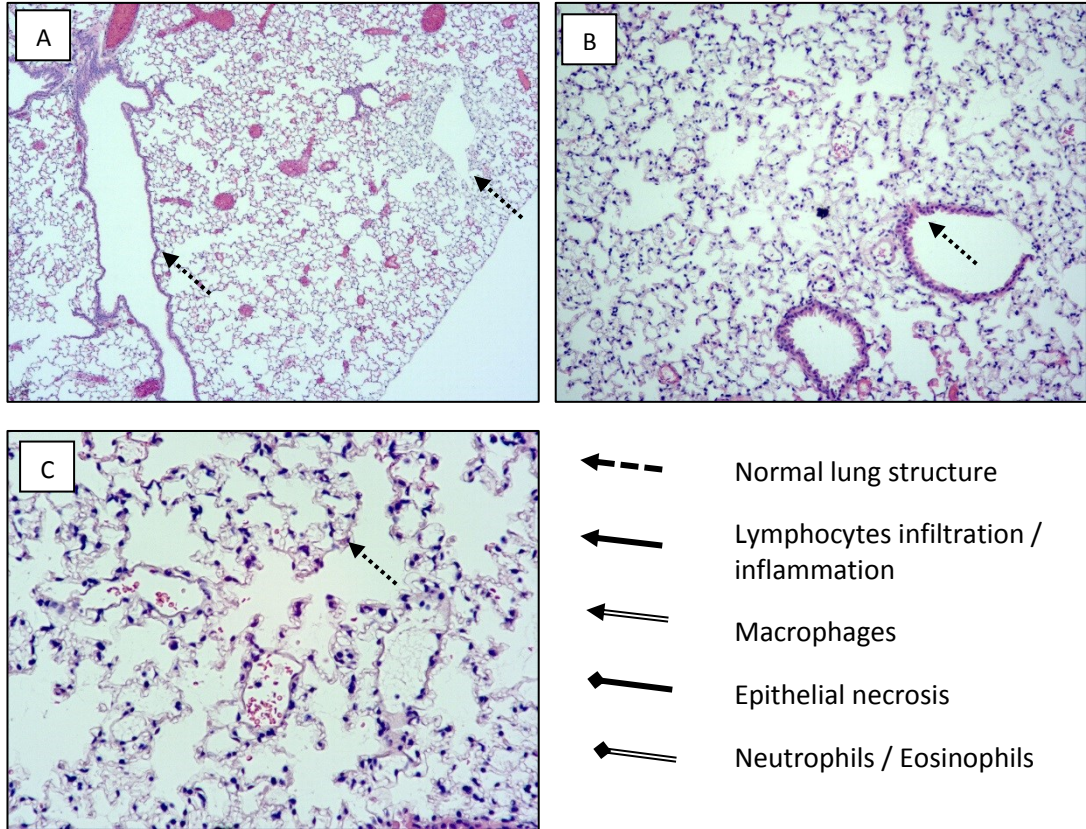 A
B
C
Normal lung structure
Lymphocytes infiltration /
inflammation
Macrophages
Epithelial necrosis
Neutrophils / Eosinophils